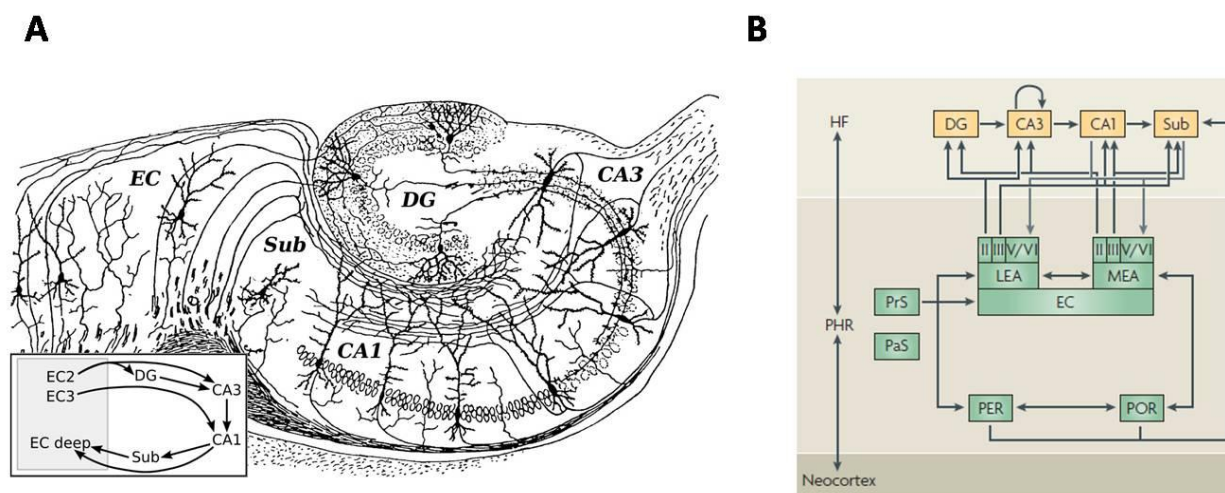 A
B
EC
DG
CA3
Sub
CA1
EC2
DG
CA3
EC3
CA1
EC deep
Sub
HF
DG
CA3
CA1
Sub
II
III
V/VI
II
III
V/VI
LEA
MEA
EC
PrS
PHR
PaS
PER
POR
Neocortex